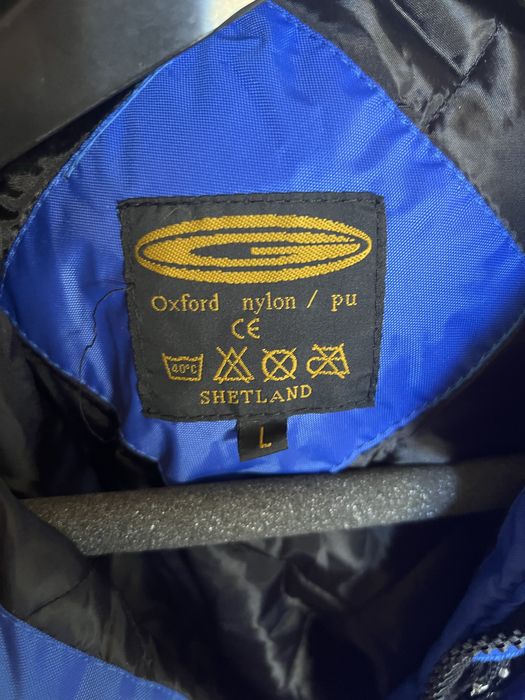 Oxford nylon / pu
CE
40°C
SHETLAND
L